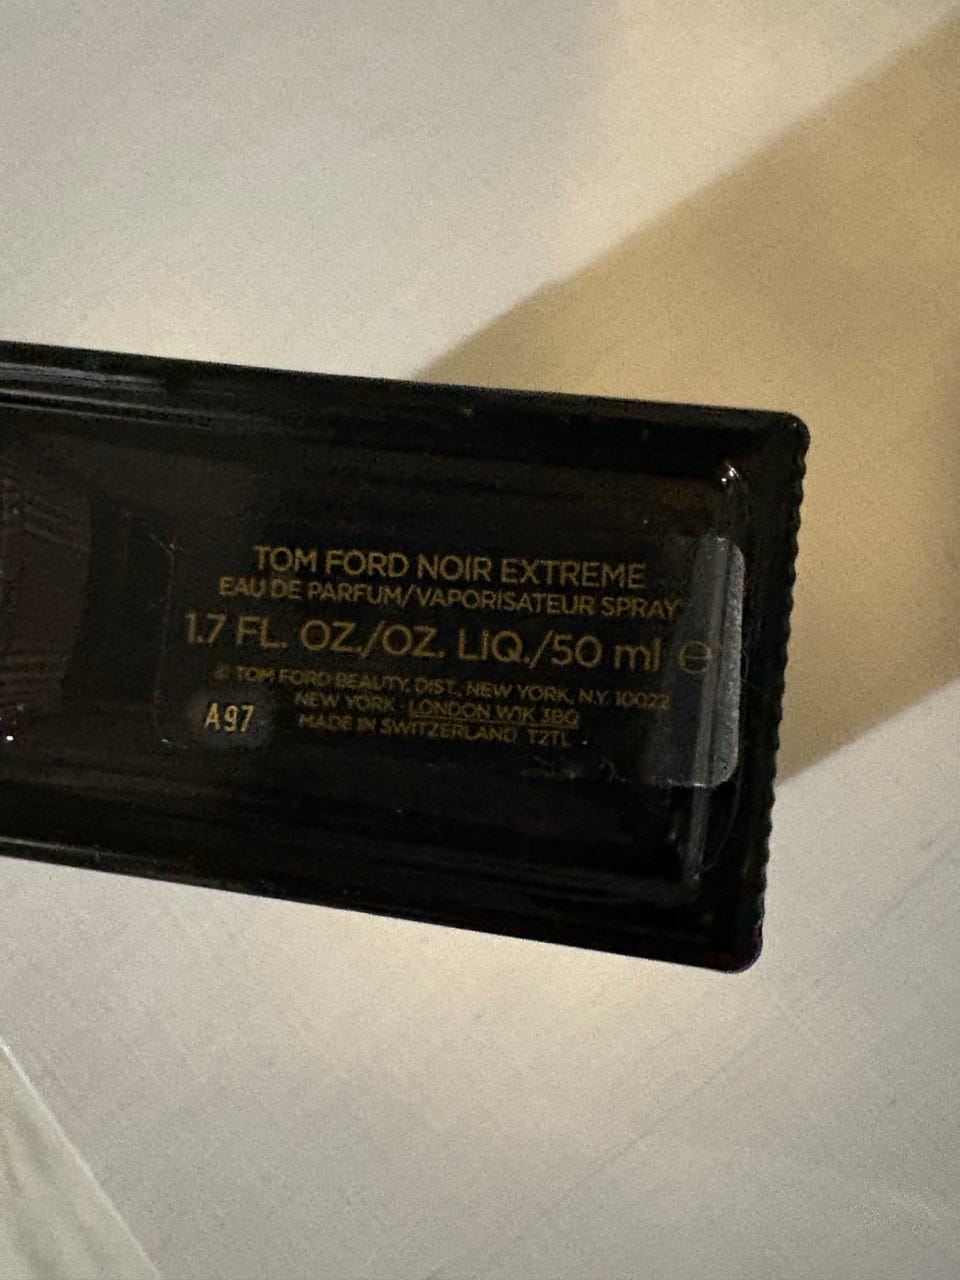 TOM FORD NOIR EXTREME
EAU DE PARFUM/VAPORISATEUR SPRAY
1.7 FL. OZ./OZ. LIQ./50 ml ℮
© TOM FORD BEAUTY, DIST., NEW YORK, N.Y. 10022
NEW YORK · LONDON W1K 3BQ
MADE IN SWITZERLAND T2TL
A97